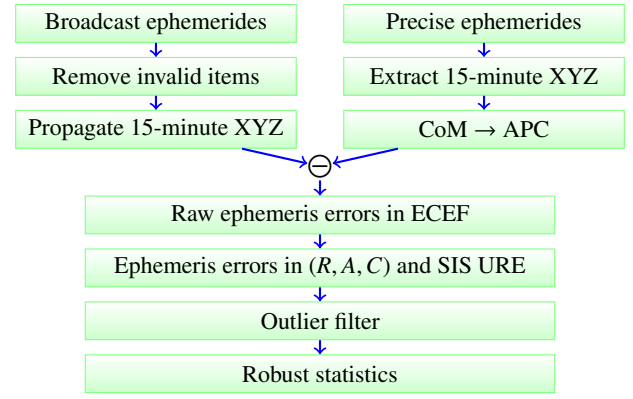 Broadcast ephemerides
Precise ephemerides
Remove invalid items
Extract 15-minute XYZ
Propagate 15-minute XYZ
CoM → APC
−
Raw ephemeris errors in ECEF
Ephemeris errors in (R, A, C) and SIS URE
Outlier filter
Robust statistics